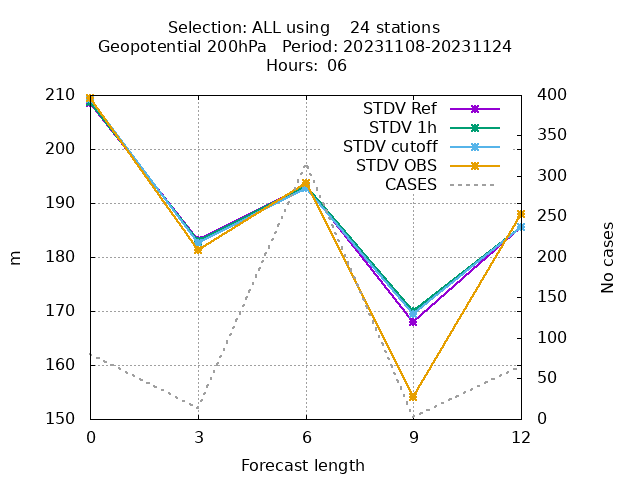 Selection: ALL using    24 stations
Geopotential 200hPa   Period: 20231108-20231124
Hours:  06
210
200
190
180
170
160
150
400
350
300
250
200
150
100
50
0
STDV Ref
STDV 1h
STDV cutoff
STDV OBS
CASES
m
No cases
0 3 6 9 12
Forecast length